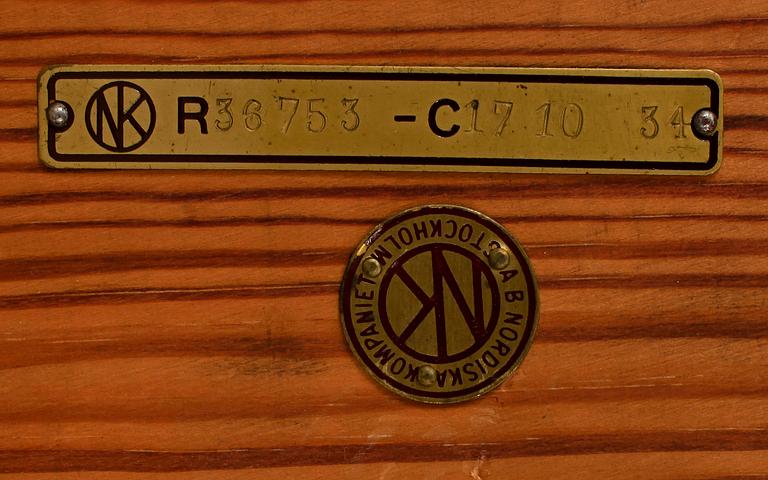 NK R36753 -C17 10 34
A B NORDISKA KOMPANIET STOCKHOLM
NK